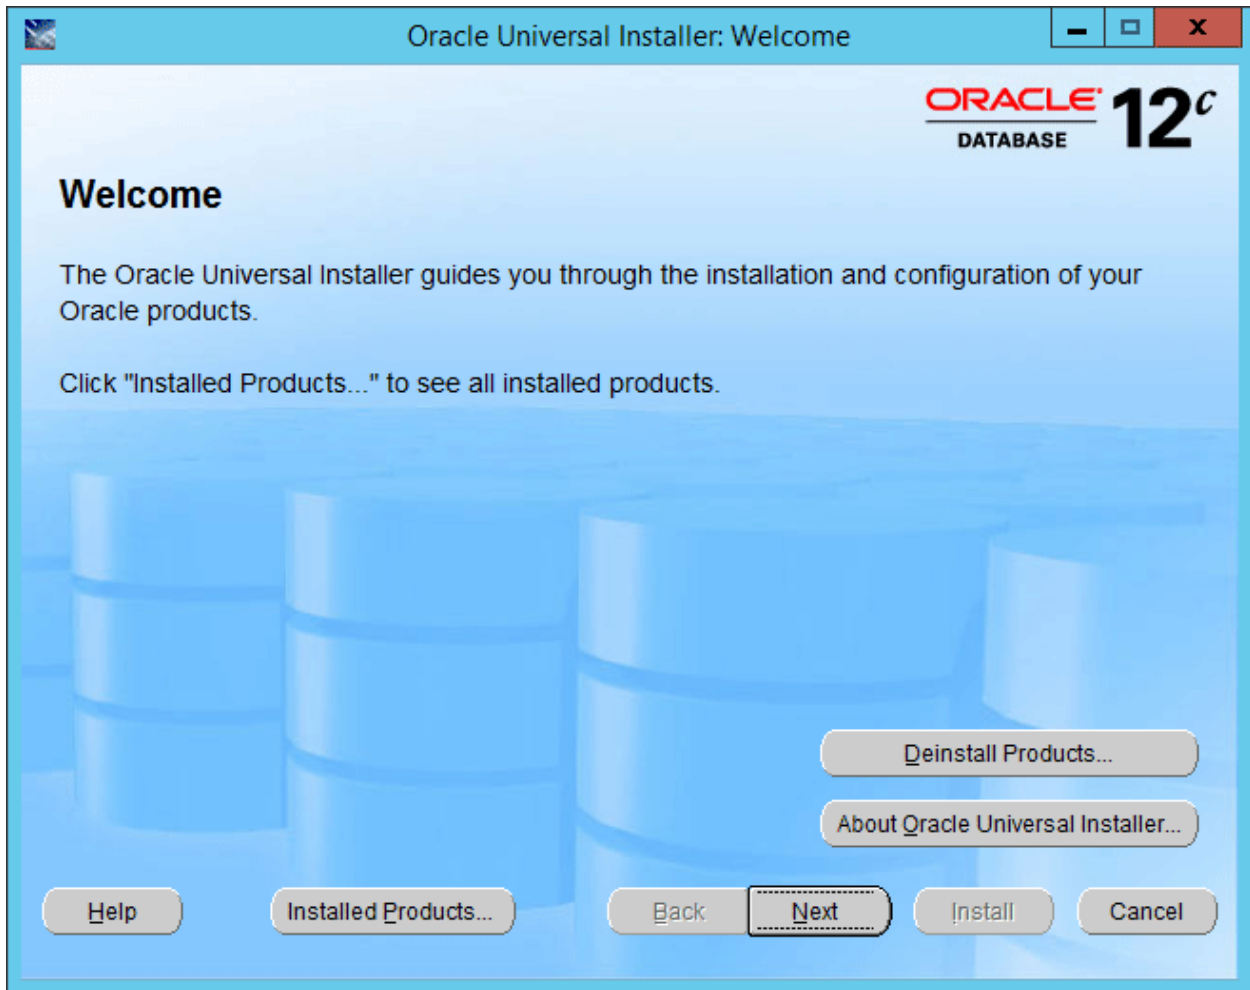 Oracle Universal Installer: Welcome
ORACLE 12c
DATABASE
Welcome
The Oracle Universal Installer guides you through the installation and configuration of your
Oracle products.
Click "Installed Products..." to see all installed products.
Deinstall Products...
About Oracle Universal Installer...
Help Installed Products... Back Next Install Cancel